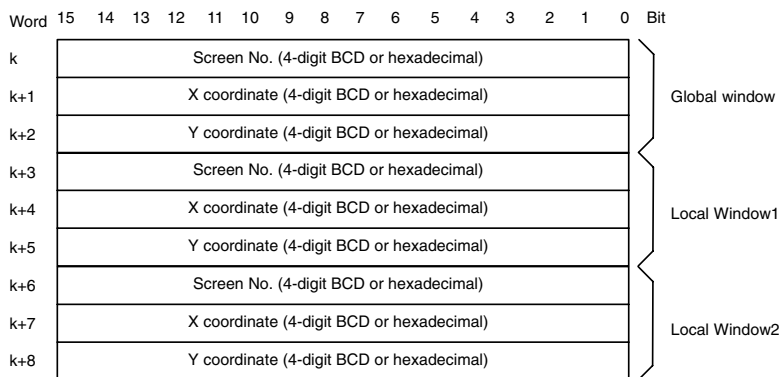 Word 15 14 13 12 11 10 9 8 7 6 5 4 3 2 1 0 Bit
k Screen No. (4-digit BCD or hexadecimal)
k+1 X coordinate (4-digit BCD or hexadecimal) Global window
k+2 Y coordinate (4-digit BCD or hexadecimal)
k+3 Screen No. (4-digit BCD or hexadecimal)
k+4 X coordinate (4-digit BCD or hexadecimal) Local Window1
k+5 Y coordinate (4-digit BCD or hexadecimal)
k+6 Screen No. (4-digit BCD or hexadecimal)
k+7 X coordinate (4-digit BCD or hexadecimal) Local Window2
k+8 Y coordinate (4-digit BCD or hexadecimal)